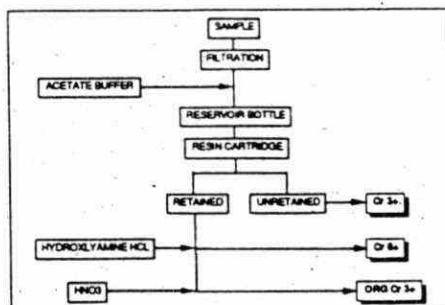 SAMPLE
FILTRATION
ACETATE BUFFER
RESERVOIR BOTTLE
RESIN CARTRIDGE
RETAINED
UNRETAINED
Cr 3+
HYDROXLYAMINE HCL
Cr 6+
HNO3
ORG Cr 3+